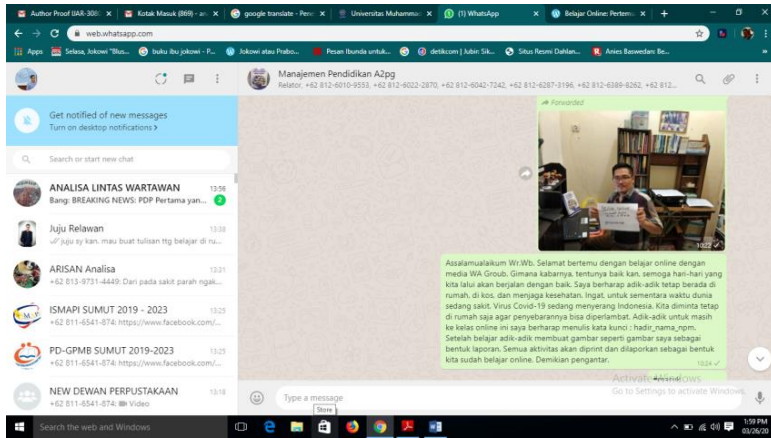 Author Proof IJAR-308
Kotak Masuk (869) - an
google translate - Pene
Universitas Muhammad
(1) WhatsApp
Belajar Online: Pertem
web.whatsapp.com
Apps
Selasa, Jokowi "Blus...
buku ibu jokowi - P...
Jokowi atau Prabo...
Pesan Ibunda untuk...
detikcom | Jubir: Sik...
Situs Resmi Dahlan...
Anies Baswedan: Be...
Manajemen Pendidikan A2pg
Relator, +62 812-6010-9553, +62 812-6022-2870, +62 812-6042-7242, +62 812-6287-3196, +62 812-6389-8262, +62 812...
Get notified of new messages
Turn on desktop notifications >
Search or start new chat
ANALISA LINTAS WARTAWAN 13:56
Bang: BREAKING NEWS: PDP Pertama yan... 2
Juju Relawan 13:38
juju sy kan. mau buat tulisan ttg belajar di ru...
ARISAN Analisa 13:31
+62 813-9731-4449: Dari pada sakit parah ngak...
ISMAPI SUMUT 2019 - 2023 13:25
+62 811-6541-874: https://www.facebook.com/...
PD-GPMB SUMUT 2019-2023 13:25
+62 811-6541-874: https://www.facebook.com/...
NEW DEWAN PERPUSTAKAAN 13:18
+62 811-6541-874: Video
Forwarded
10:22
Assalamualaikum Wr.Wb. Selamat bertemu dengan belajar online dengan
media WA Groub. Gimana kabarnya, tentunya baik kan, semoga hari-hari yang
kita lalui akan berjalan dengan baik. Saya berharap adik-adik tetap berada di
rumah, di kos, dan menjaga kesehatan. Ingat, untuk sementara waktu dunia
sedang sakit. Virus Covid-19 sedang menyerang Indonesia. Kita diminta tetap
di rumah saja agar penyebarannya bisa diperlambat. Adik-adik untuk masih
ke kelas online ini saya berharap menulis kata kunci : hadir_nama_npm.
Setelah belajar adik-adik membuat gambar seperti gambar saya sebagai
bentuk laporan. Semua aktivitas akan diprint dan dilaporkan sebagai bentuk
kita sudah belajar online. Demikian pengantar.
10:24
Activate Windows
Go to Settings to activate Windows.
Type a message
Store
Search the web and Windows
1:59 PM
03/26/20